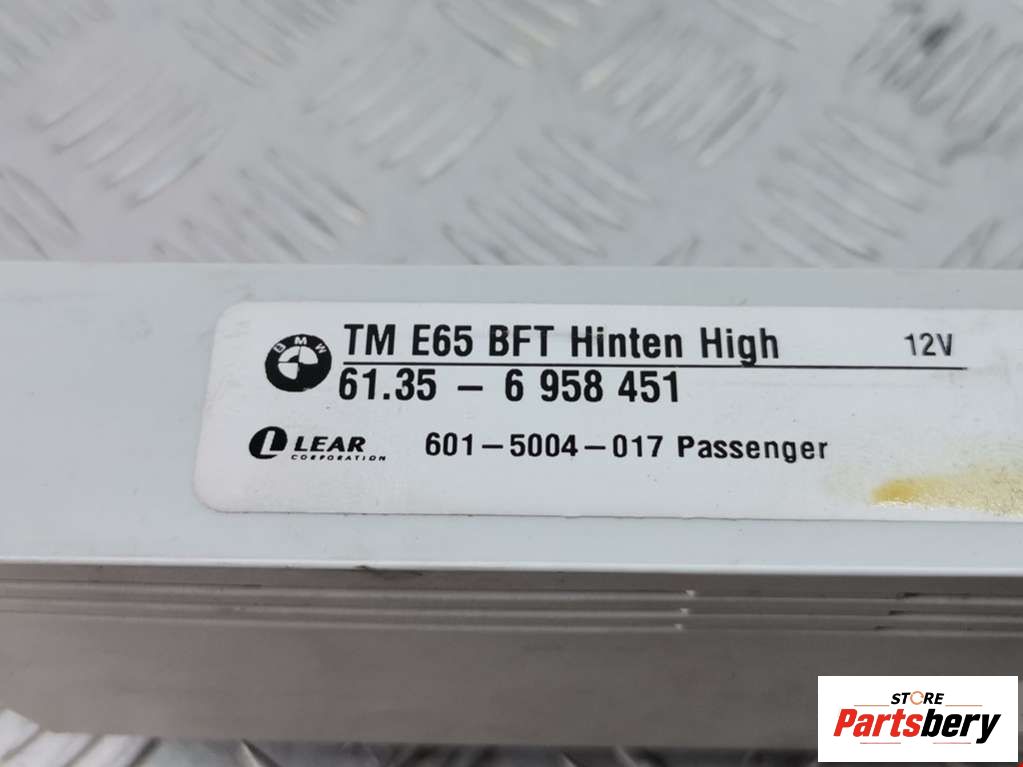 BMW
TM E65 BFT Hinten High 12V
61.35 - 6 958 451
LEAR
CORPORATION
601-5004-017 Passenger
STORE
Partsbery